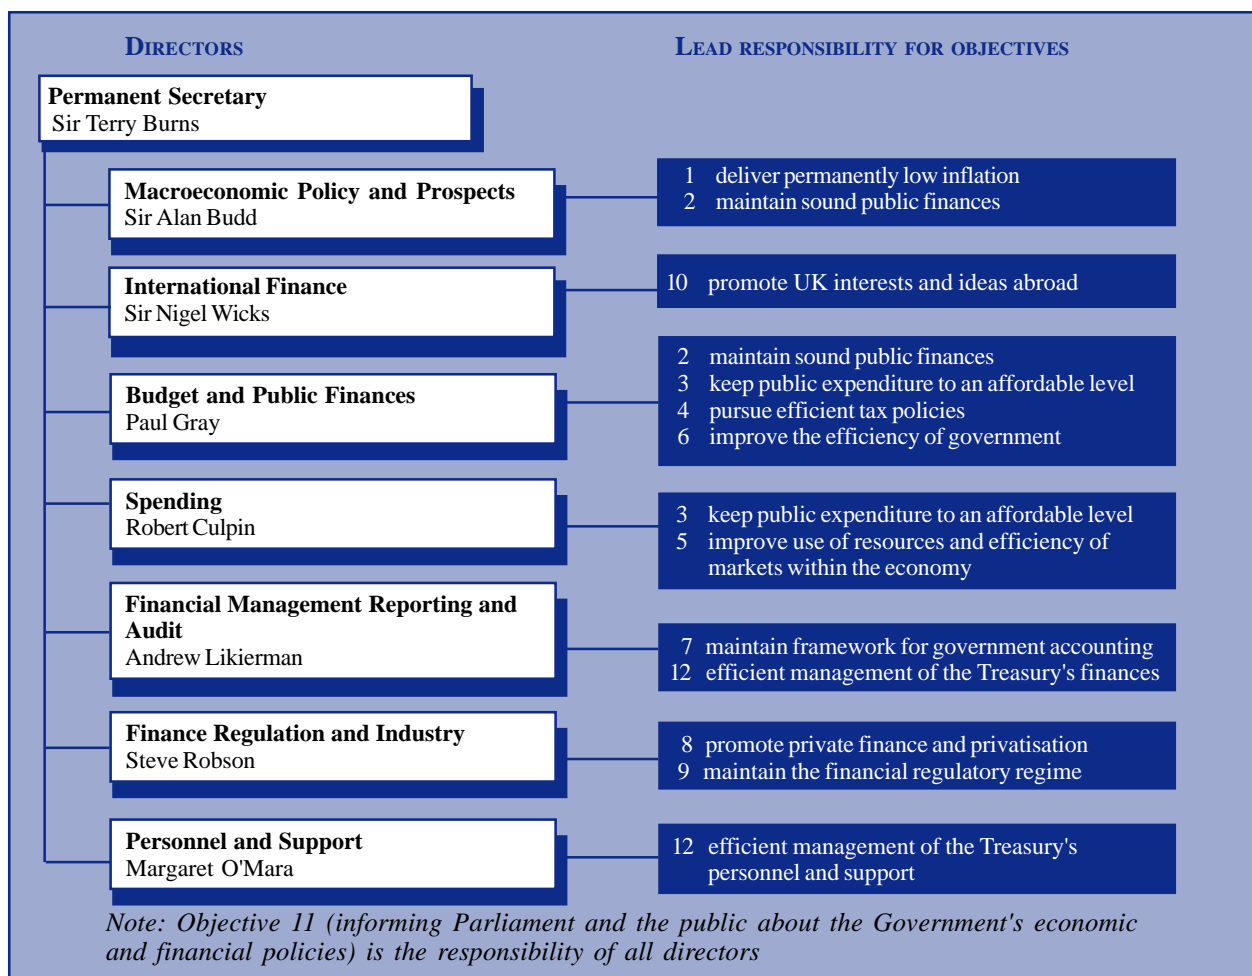 DIRECTORS
LEAD RESPONSIBILITY FOR OBJECTIVES
Permanent Secretary
Sir Terry Burns
Macroeconomic Policy and Prospects
Sir Alan Budd
1 deliver permanently low inflation
2 maintain sound public finances
International Finance
Sir Nigel Wicks
10 promote UK interests and ideas abroad
Budget and Public Finances
Paul Gray
2 maintain sound public finances
3 keep public expenditure to an affordable level
4 pursue efficient tax policies
6 improve the efficiency of government
Spending
Robert Culpin
3 keep public expenditure to an affordable level
5 improve use of resources and efficiency of
markets within the economy
Financial Management Reporting and
Audit
Andrew Likierman
7 maintain framework for government accounting
12 efficient management of the Treasury's finances
Finance Regulation and Industry
Steve Robson
8 promote private finance and privatisation
9 maintain the financial regulatory regime
Personnel and Support
Margaret O'Mara
12 efficient management of the Treasury's
personnel and support
Note: Objective 11 (informing Parliament and the public about the Government's economic
and financial policies) is the responsibility of all directors